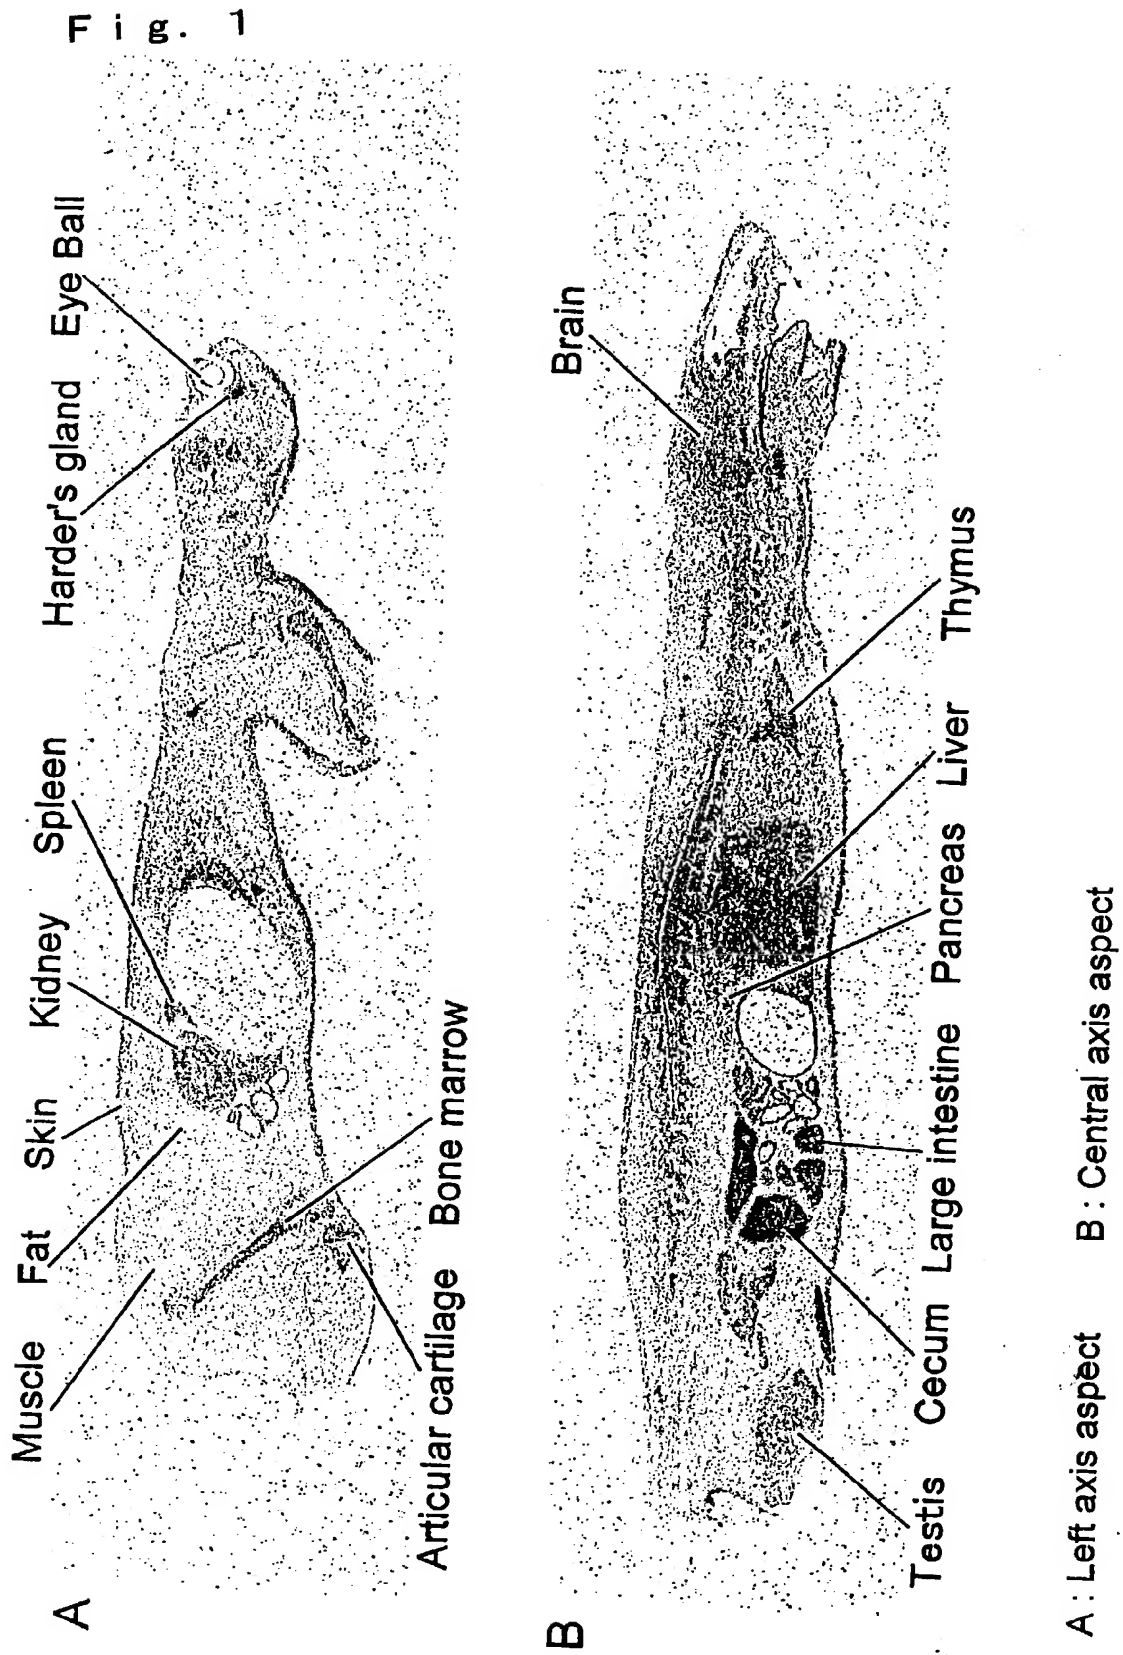 Fig. 1
A
Muscle Fat Skin Kidney Spleen Harder's gland Eye Ball
Articular cartilage Bone marrow
B
Brain
Testis Cecum Large intestine Pancreas Liver Thymus
A : Left axis aspect B : Central axis aspect